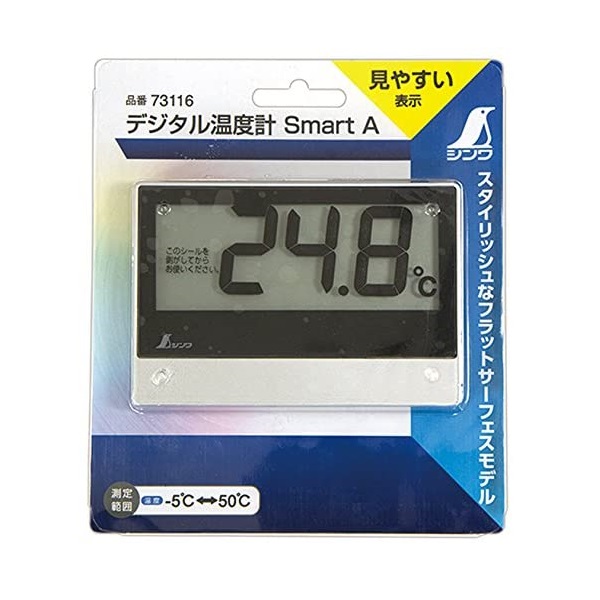 品番 73116
デジタル温度計 Smart A
見やすい
表示
シンワ
スタイリッシュなフラットサーフェスモデル
このシールを
剥がしてから
お使いください。
24.8℃
シンワ
測定
範囲
温度 -5℃⇔50℃